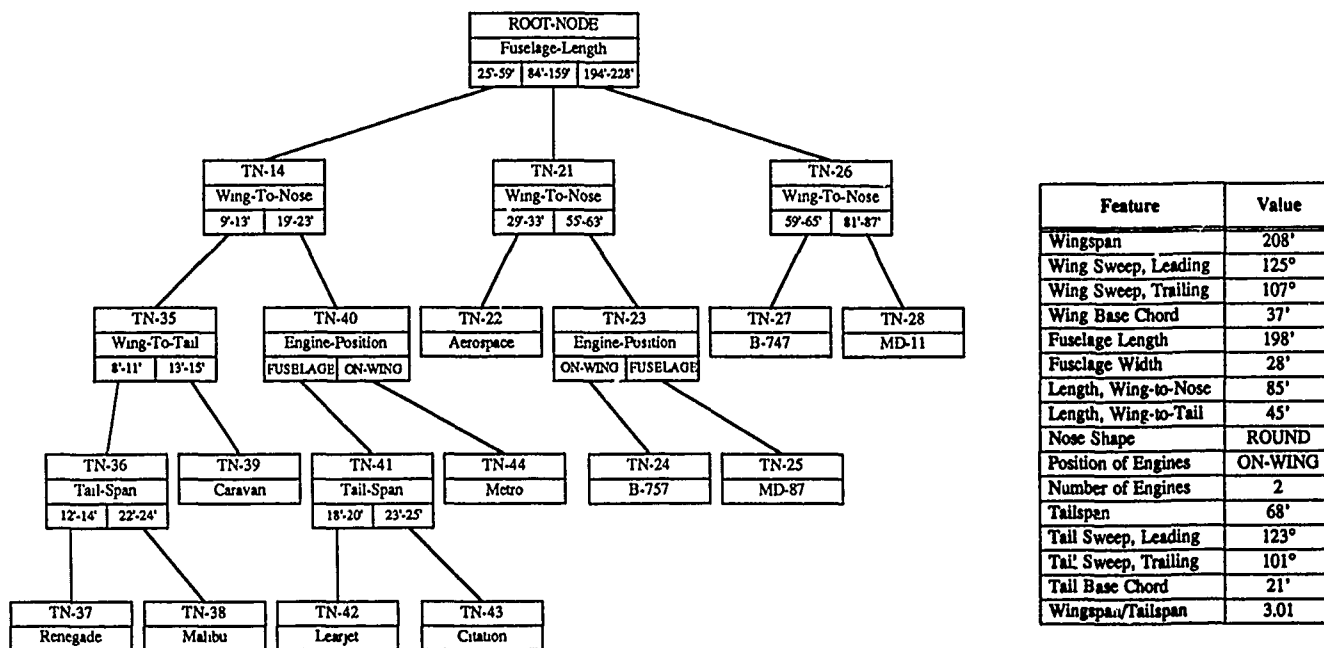 ROOT-NODE
Fuselage-Length
25'-59' 84'-159' 194'-228'
TN-14
Wing-To-Nose
9'-13' 19'-23'
TN-21
Wing-To-Nose
29'-33' 55'-63'
TN-26
Wing-To-Nose
59'-65' 81'-87'
TN-35
Wing-To-Tail
8'-11' 13'-15'
TN-40
Engine-Position
FUSELAGE ON-WING
TN-22
Aerospace
TN-23
Engine-Position
ON-WING FUSELAGE
TN-27
B-747
TN-28
MD-11
TN-36
Tail-Span
12'-14' 22'-24'
TN-39
Caravan
TN-41
Tail-Span
18'-20' 23'-25'
TN-44
Metro
TN-24
B-757
TN-25
MD-87
TN-37
Renegade
TN-38
Malibu
TN-42
Learjet
TN-43
Citation
Feature Value
Wingspan 208'
Wing Sweep, Leading 125°
Wing Sweep, Trailing 107°
Wing Base Chord 37'
Fuselage Length 198'
Fuselage Width 28'
Length, Wing-to-Nose 85'
Length, Wing-to-Tail 45'
Nose Shape ROUND
Position of Engines ON-WING
Number of Engines 2
Tailspan 68'
Tail Sweep, Leading 123°
Tail Sweep, Trailing 101°
Tail Base Chord 21'
Wingspan/Tailspan 3.01